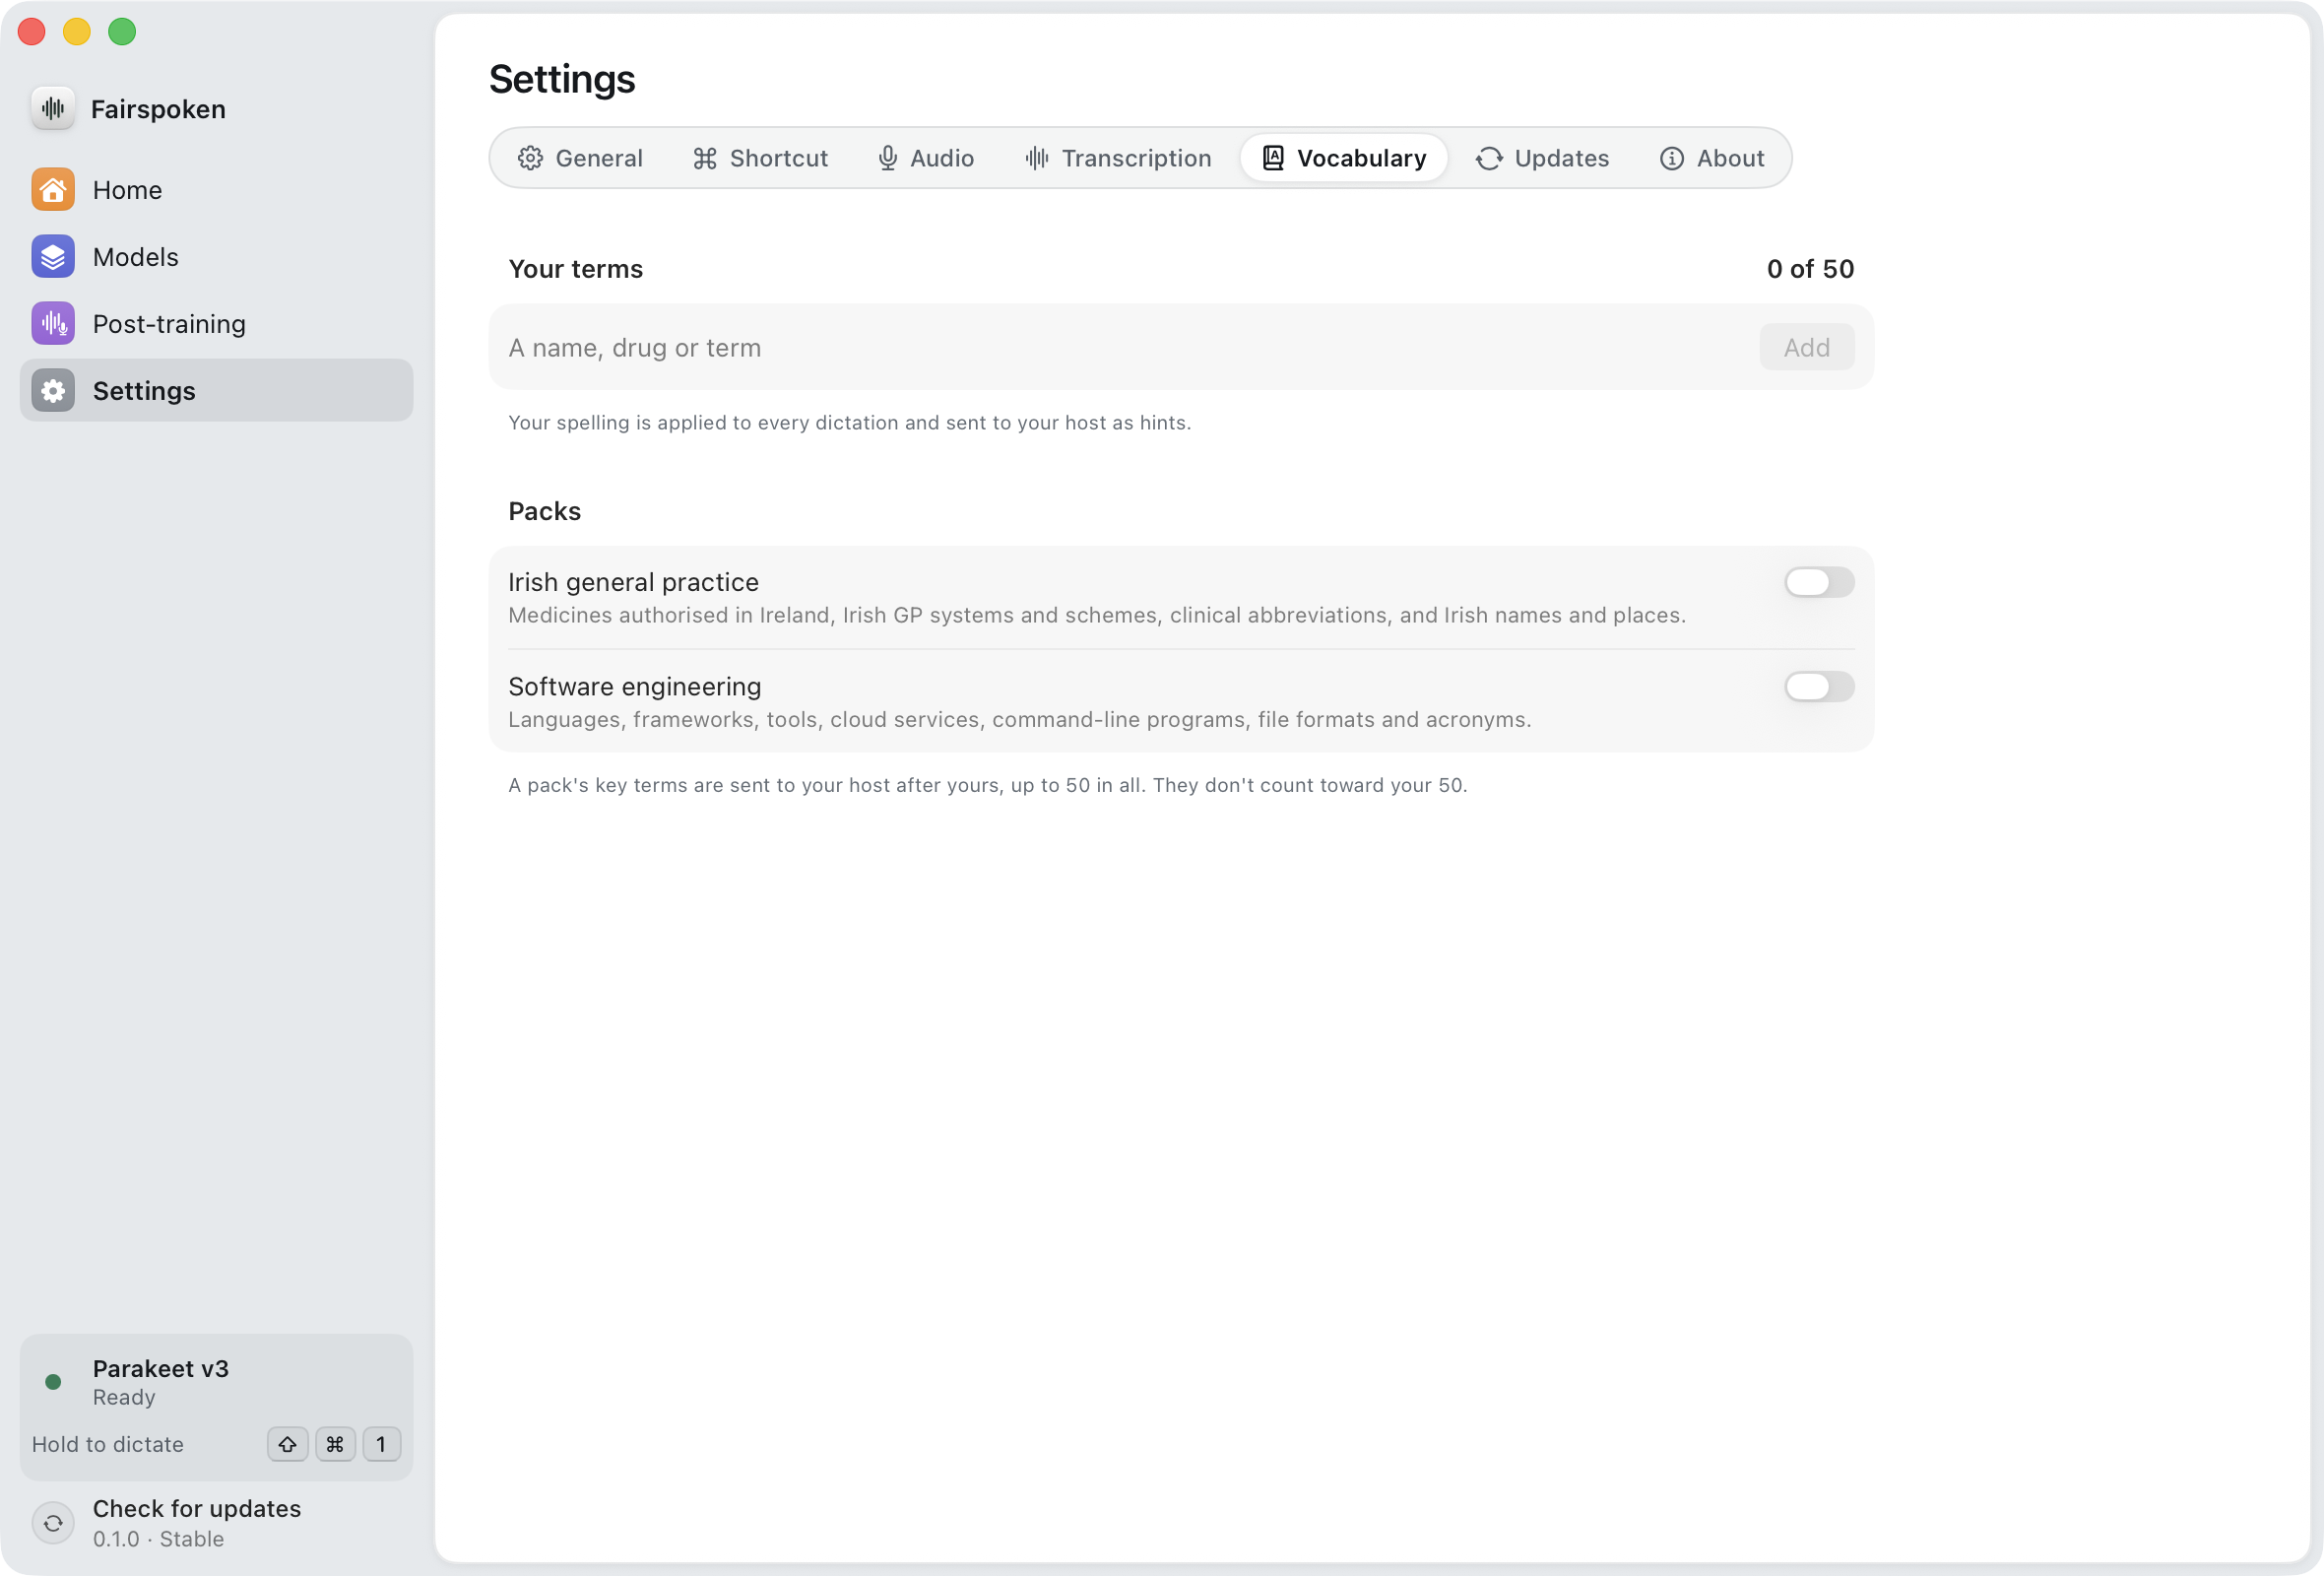 Fairspoken
Home
Models
Post-training
Settings
Parakeet v3
Ready
Hold to dictate ⇧ ⌘ 1
Check for updates
0.1.0 · Stable
Settings
General Shortcut Audio Transcription Vocabulary Updates About
Your terms 0 of 50
A name, drug or term Add
Your spelling is applied to every dictation and sent to your host as hints.
Packs
Irish general practice
Medicines authorised in Ireland, Irish GP systems and schemes, clinical abbreviations, and Irish names and places.
Software engineering
Languages, frameworks, tools, cloud services, command-line programs, file formats and acronyms.
A pack's key terms are sent to your host after yours, up to 50 in all. They don't count toward your 50.